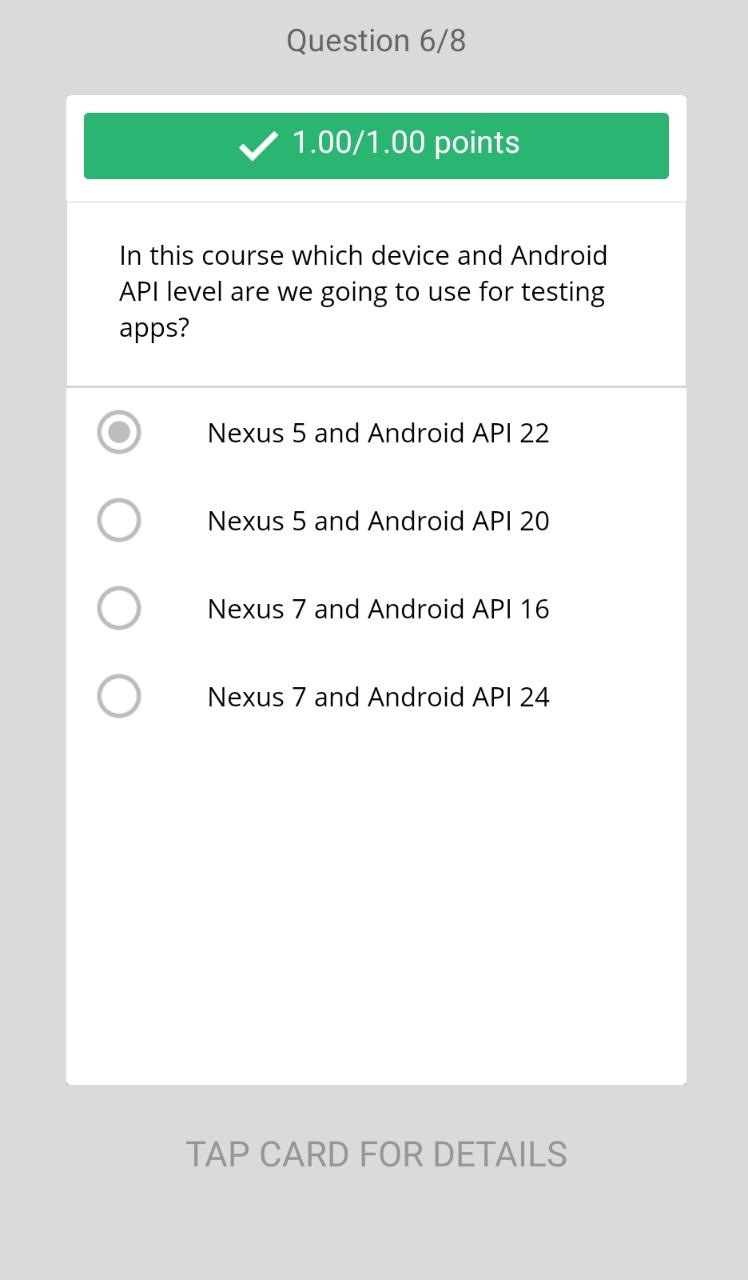 Question 6/8
1.00/1.00 points
In this course which device and Android
API level are we going to use for testing
apps?
Nexus 5 and Android API 22
Nexus 5 and Android API 20
Nexus 7 and Android API 16
Nexus 7 and Android API 24
TAP CARD FOR DETAILS